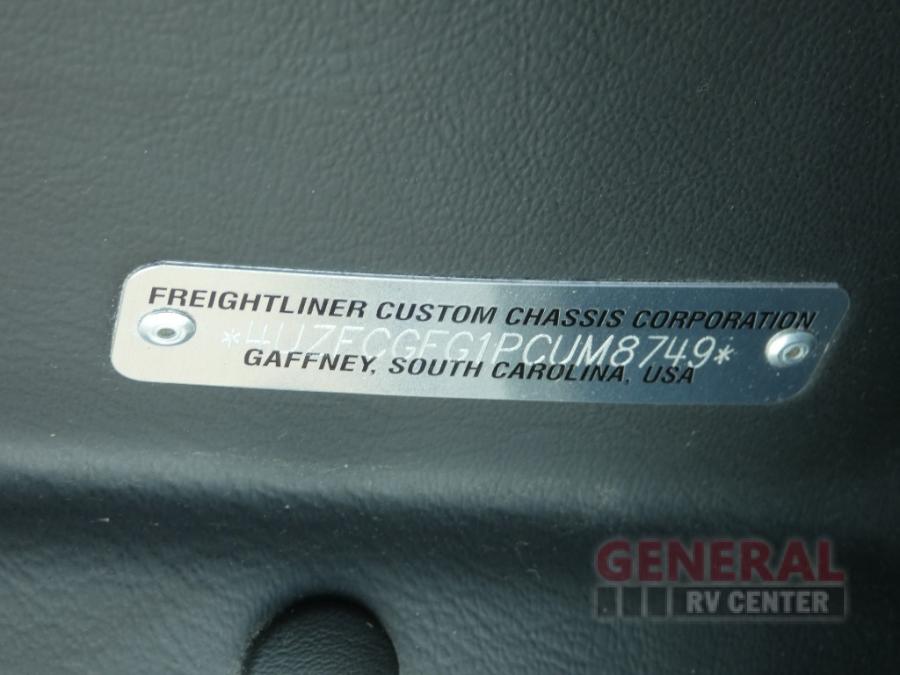 FREIGHTLINER CUSTOM CHASSIS CORPORATION
*4UZFCGFG1PCUM8749*
GAFFNEY, SOUTH CAROLINA, USA
GENERAL
RV CENTER